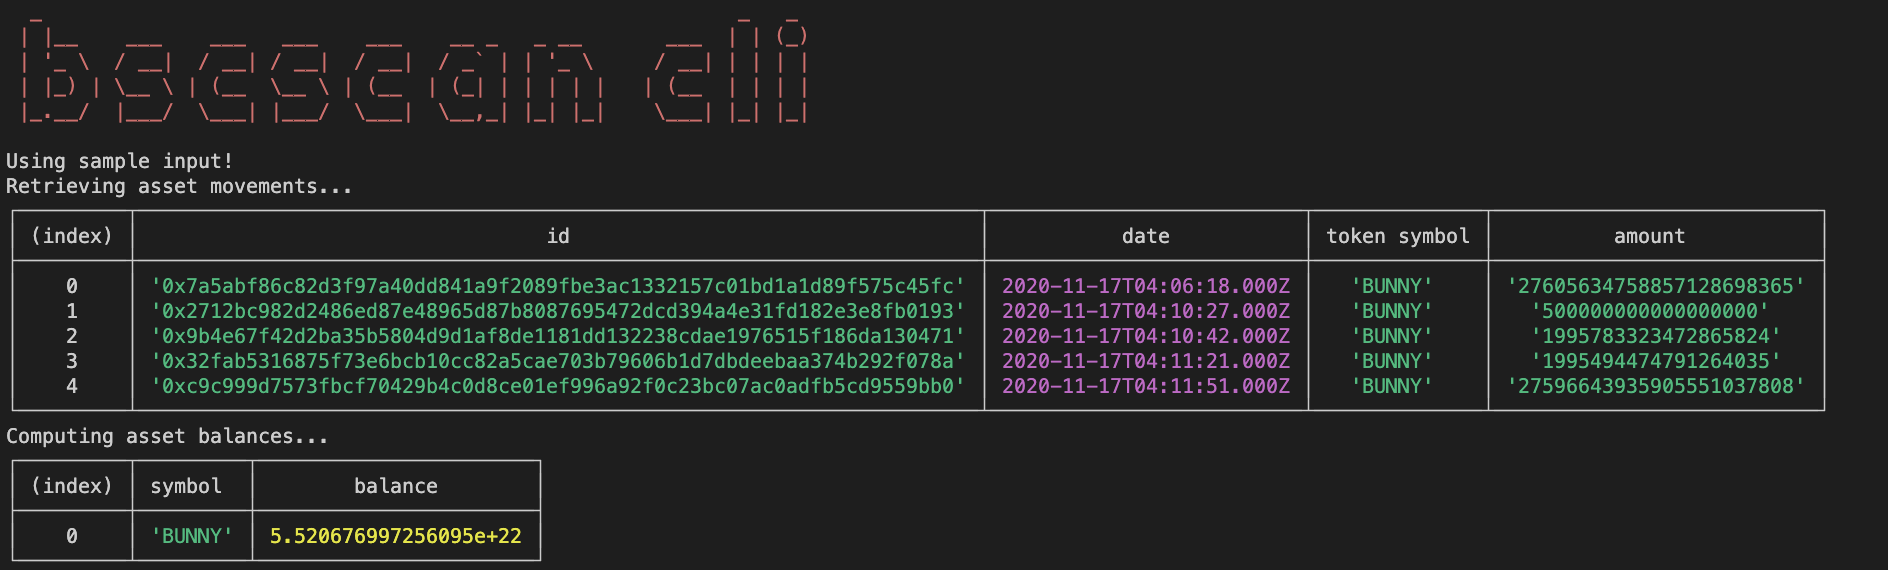 bscscan cli
Using sample input!
Retrieving asset movements...
(index) id date token symbol amount
0 '0x7a5abf86c82d3f97a40dd841a9f2089fbe3ac1332157c01bd1a1d89f575c45fc' 2020-11-17T04:06:18.000Z 'BUNNY' '27605634758857128698365'
1 '0x2712bc982d2486ed87e48965d87b8087695472dcd394a4e31fd182e3e8fb0193' 2020-11-17T04:10:27.000Z 'BUNNY' '500000000000000000'
2 '0x9b4e67f42d2ba35b5804d9d1af8de1181dd132238cdae1976515f186da130471' 2020-11-17T04:10:42.000Z 'BUNNY' '1995783323472865824'
3 '0x32fab5316875f73e6bcb10cc82a5cae703b79606b1d7dbdeebaa374b292f078a' 2020-11-17T04:11:21.000Z 'BUNNY' '1995494474791264035'
4 '0xc9c999d7573fbcf70429b4c0d8ce01ef996a92f0c23bc07ac0adfb5cd9559bb0' 2020-11-17T04:11:51.000Z 'BUNNY' '27596643935905551037808'
Computing asset balances...
(index) symbol balance
0 'BUNNY' 5.520676997256095e+22